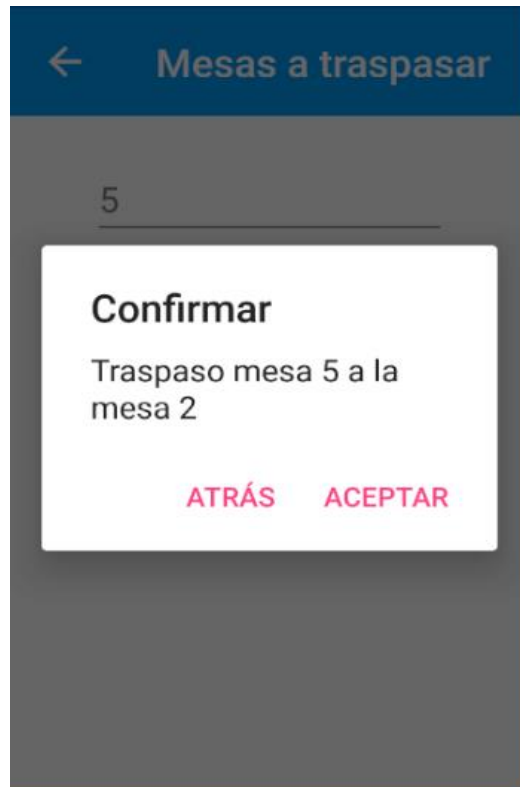 Mesas a traspasar
5
Confirmar
Traspaso mesa 5 a la
mesa 2
ATRÁS ACEPTAR